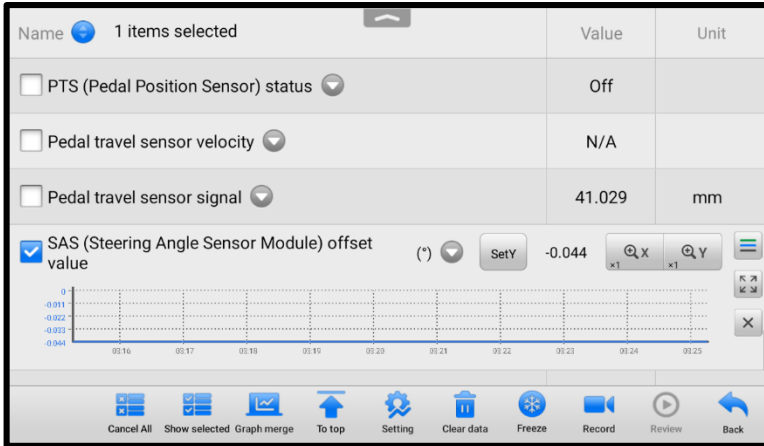 Name 1 items selected Value Unit
PTS (Pedal Position Sensor) status Off
Pedal travel sensor velocity N/A
Pedal travel sensor signal 41.029 mm
SAS (Steering Angle Sensor Module) offset
value (°) SetY -0.044 X ×1 Y ×1
0
-0.011
-0.022
-0.033
-0.044
03:16 03:17 03:18 03:19 03:20 03:21 03:22 03:23 03:24 03:25
Cancel All Show selected Graph merge To top Setting Clear data Freeze Record Review Back